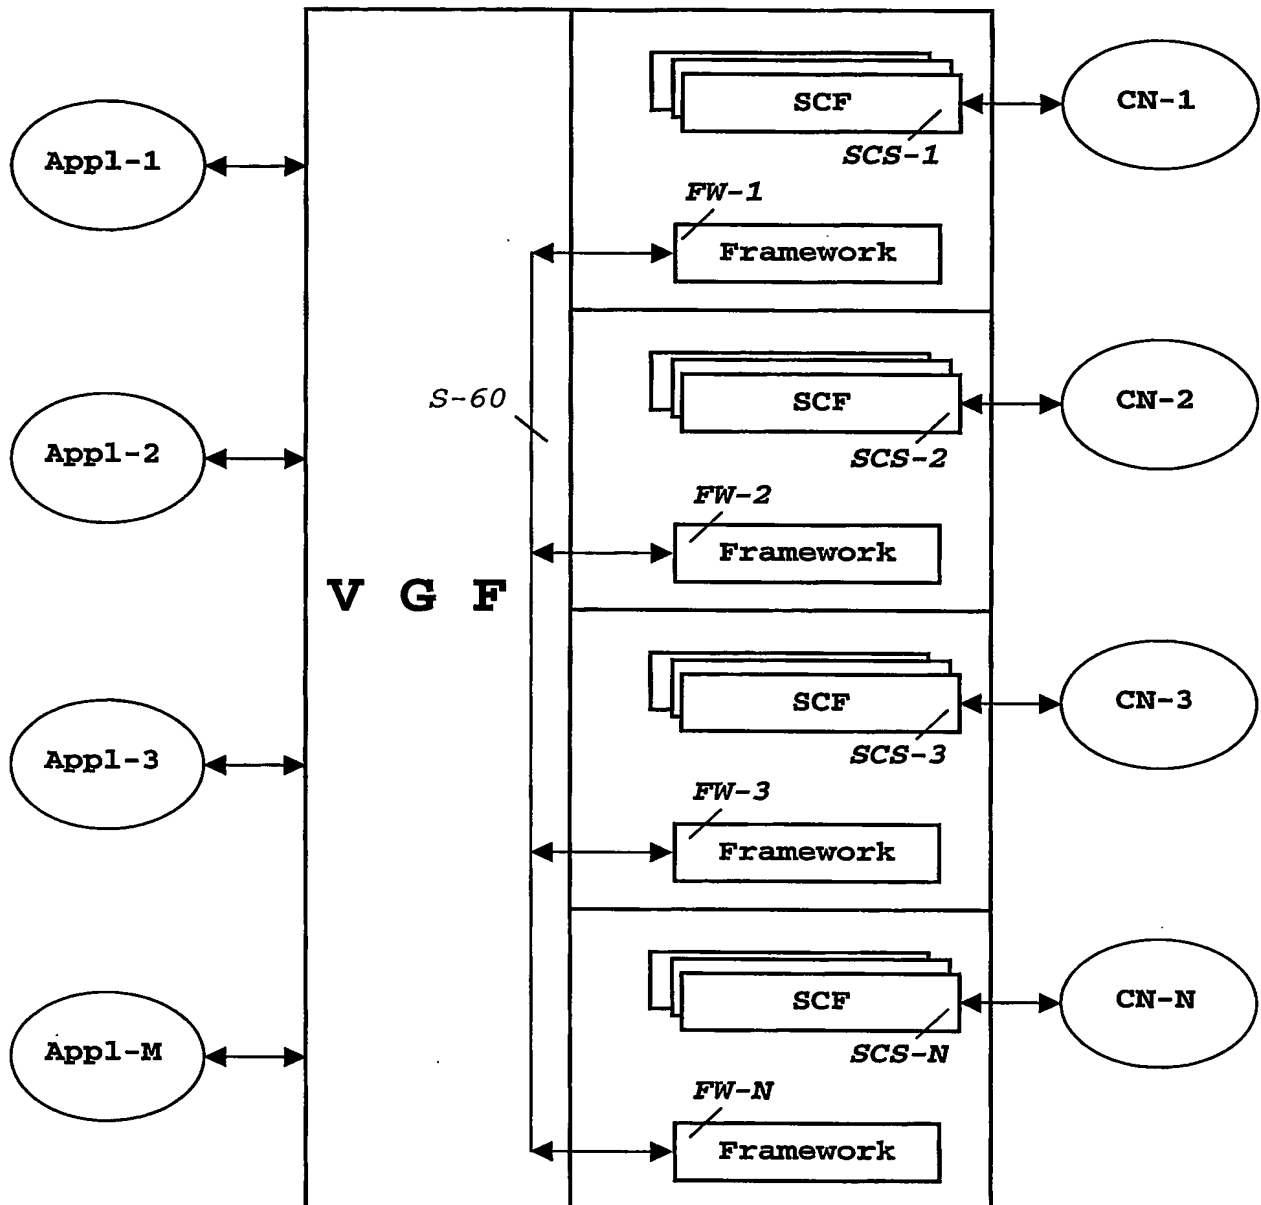 SCF
CN-1
SCS-1
Appl-1
FW-1
Framework
SCF
CN-2
S-60
SCS-2
Appl-2
FW-2
Framework
V G F
SCF
CN-3
SCS-3
Appl-3
FW-3
Framework
SCF
CN-N
SCS-N
Appl-M
FW-N
Framework